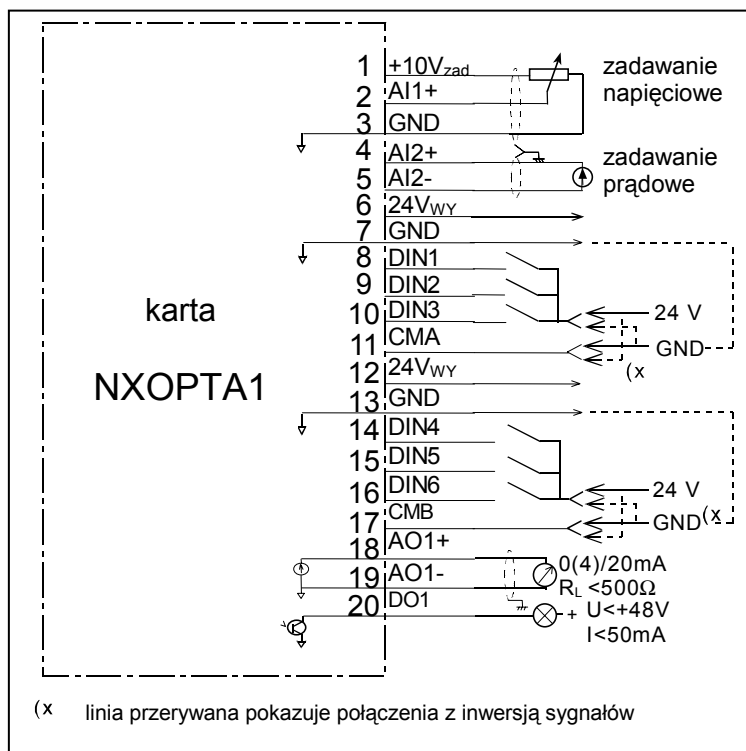 1 +10Vzad
2 AI1+
3 GND
zadawanie
napięciowe
4 AI2+
5 AI2-
zadawanie
prądowe
6 24VWY
7 GND
8 DIN1
9 DIN2
10 DIN3
24 V
11 CMA
GND
(x
12 24VWY
13 GND
14 DIN4
15 DIN5
16 DIN6
24 V
17 CMB
GND (x
18 AO1+
0(4)/20mA
19 AO1-
RL <500Ω
20 DO1
+ U<+48V
I<50mA
karta
NXOPTA1
(x linia przerywana pokazuje połączenia z inwersją sygnałów